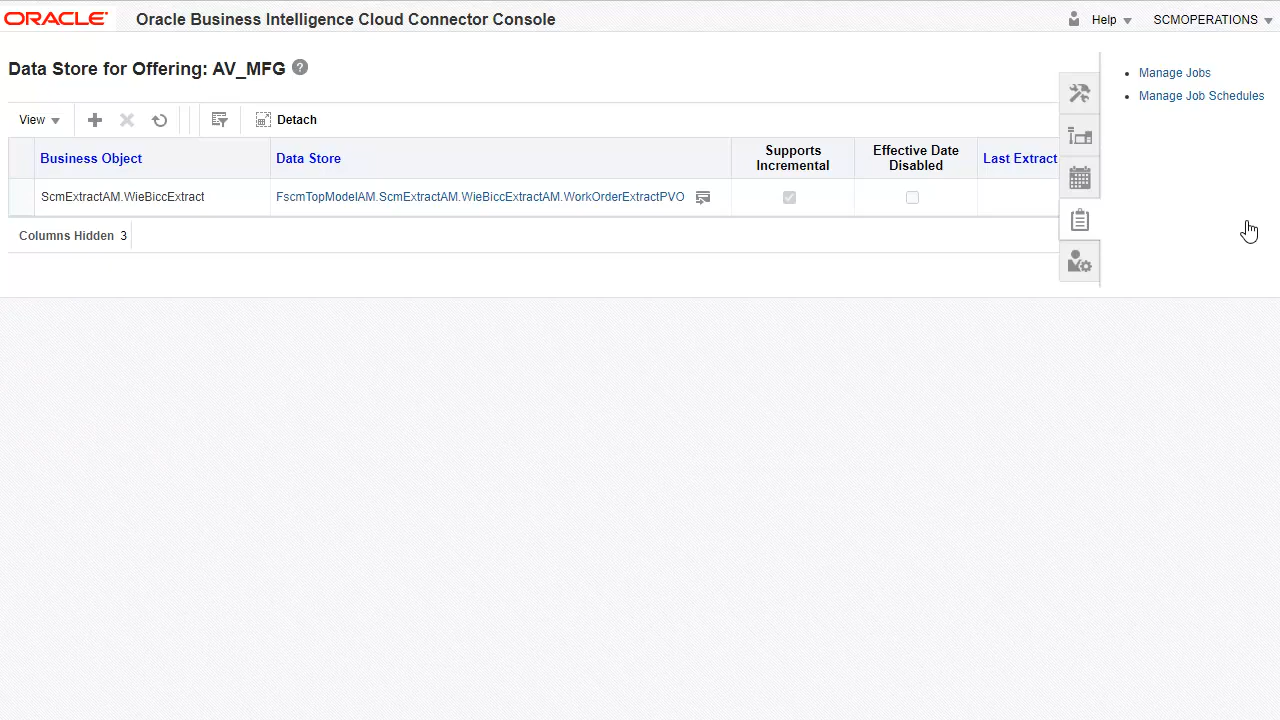 ORACLE Oracle Business Intelligence Cloud Connector Console Help SCMOPERATIONS
Data Store for Offering: AV_MFG ?
Manage Jobs
Manage Job Schedules
View Detach
Business Object Data Store Supports Incremental Effective Date Disabled Last Extract
ScmExtractAM.WieBiccExtract FscmTopModelAM.ScmExtractAM.WieBiccExtractAM.WorkOrderExtractPVO
Columns Hidden 3